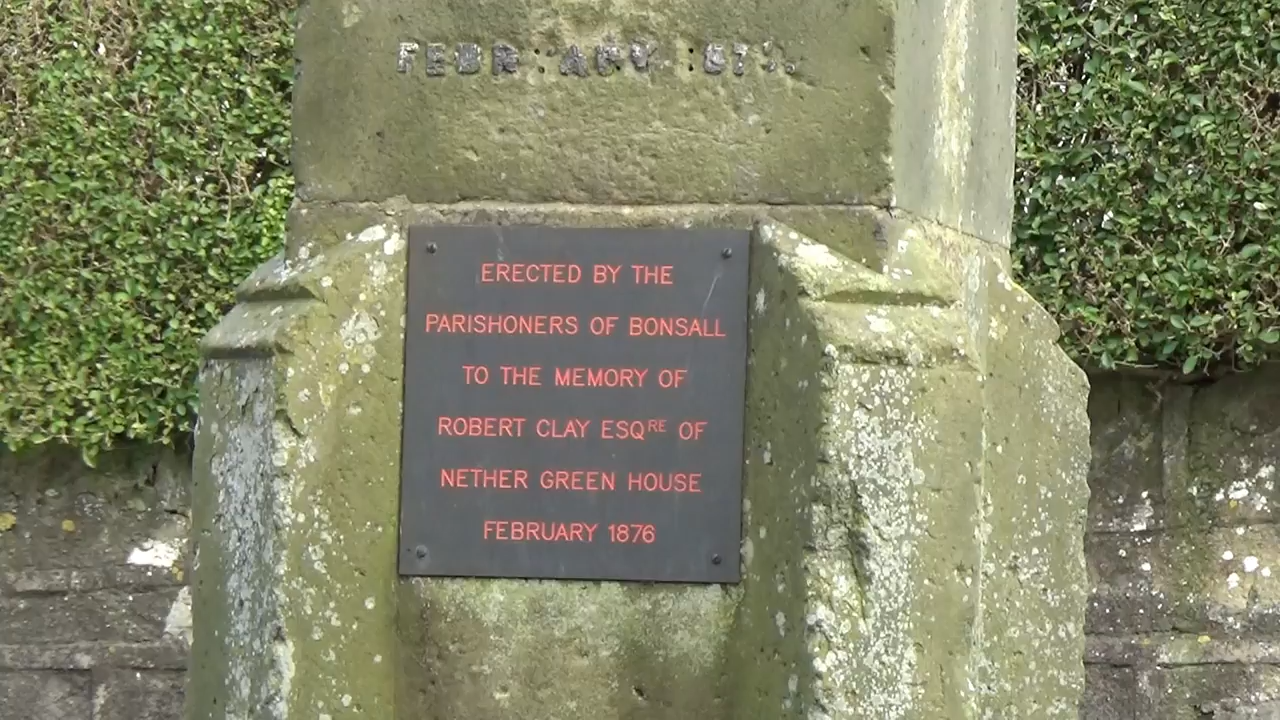 ERECTED BY THE
PARISHONERS OF BONSALL
TO THE MEMORY OF
ROBERT CLAY ESQRE OF
NETHER GREEN HOUSE
FEBRUARY 1876